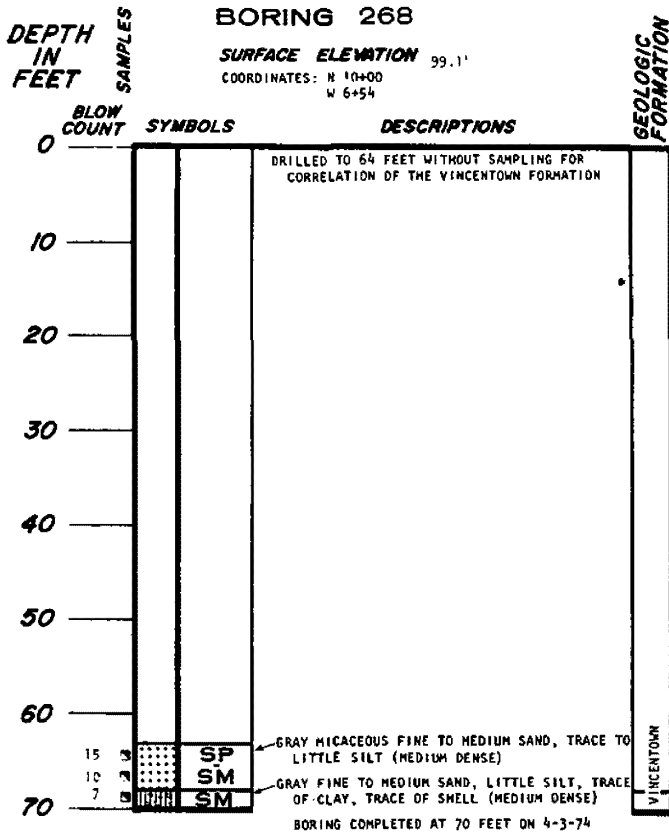 BORING 268
DEPTH IN FEET
SAMPLES
SURFACE ELEVATION 99.1'
COORDINATES: N 10+00
W 6+54
GEOLOGIC FORMATION
BLOW COUNT
SYMBOLS
DESCRIPTIONS
0
DRILLED TO 64 FEET WITHOUT SAMPLING FOR
CORRELATION OF THE VINCENTOWN FORMATION
10
20
30
40
50
60
15
SP
GRAY MICACEOUS FINE TO MEDIUM SAND, TRACE TO
LITTLE SILT (MEDIUM DENSE)
10
SM
7
SM
GRAY FINE TO MEDIUM SAND, LITTLE SILT, TRACE
OF CLAY, TRACE OF SHELL (MEDIUM DENSE)
VINCENTOWN
70
BORING COMPLETED AT 70 FEET ON 4-3-74